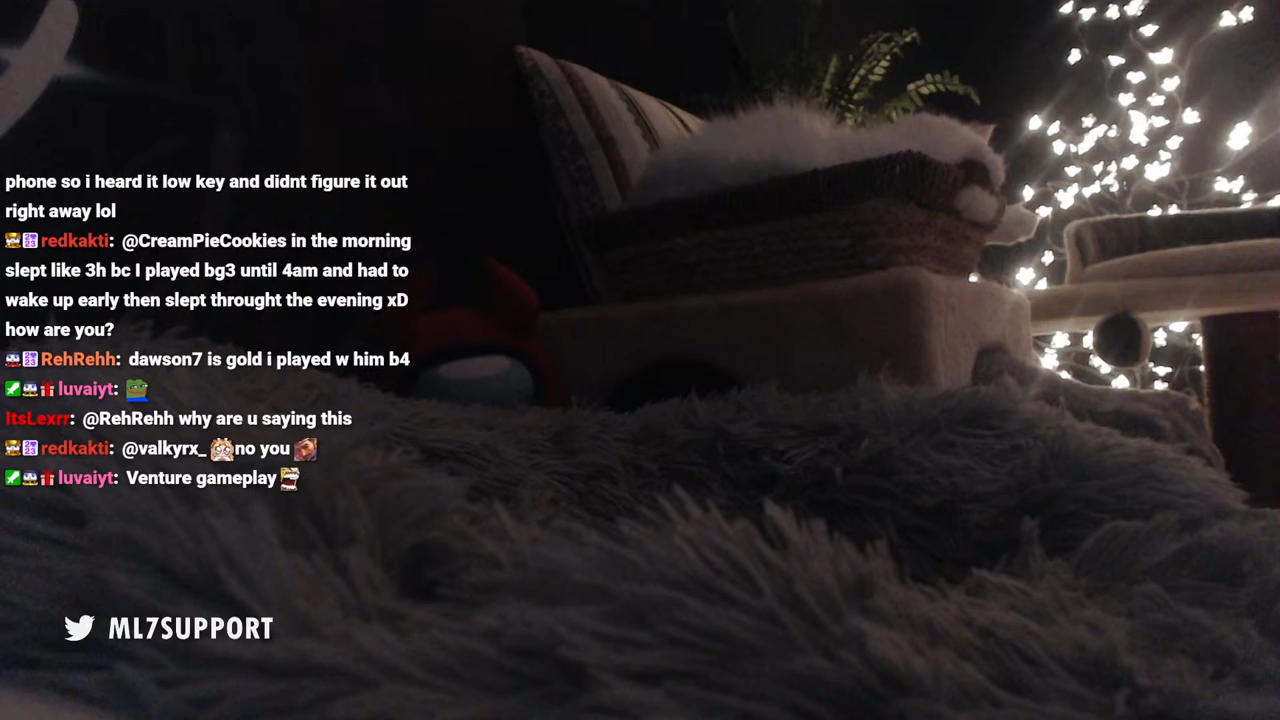 phone so i heard it low key and didnt figure it out
right away lol
redkakti: @CreamPieCookies in the morning
slept like 3h bc I played bg3 until 4am and had to
wake up early then slept throught the evening xD
how are you?
RehRehh: dawson7 is gold i played w him b4
luvaiyt:
ItsLexrr: @RehRehh why are u saying this
redkakti: @valkyrx_ no you
luvaiyt: Venture gameplay
ML7SUPPORT